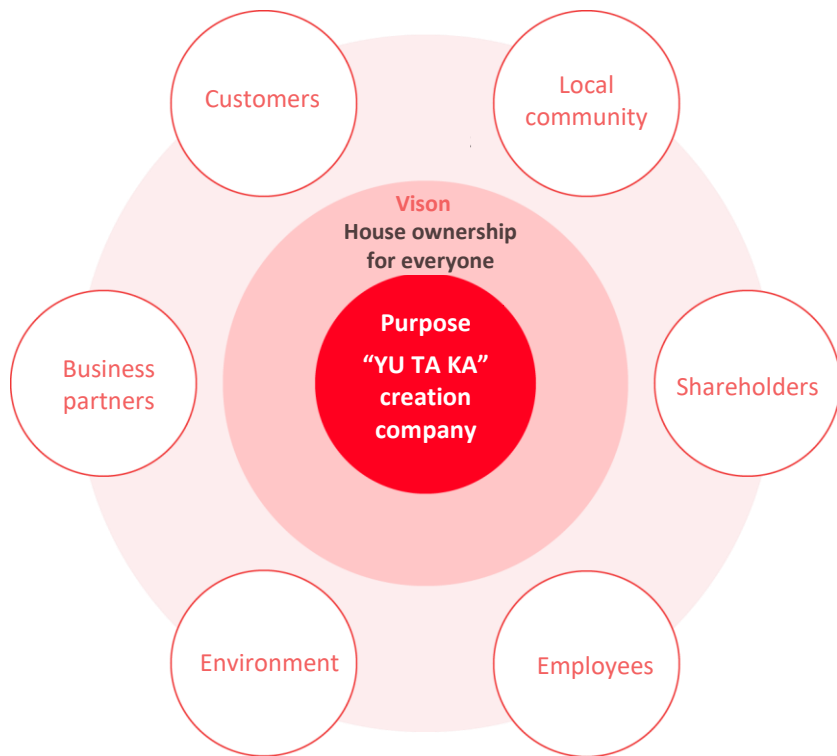 Customers
Local
community
Vison
House ownership
for everyone
Purpose
“YU TA KA”
creation
company
Business
partners
Shareholders
Environment
Employees